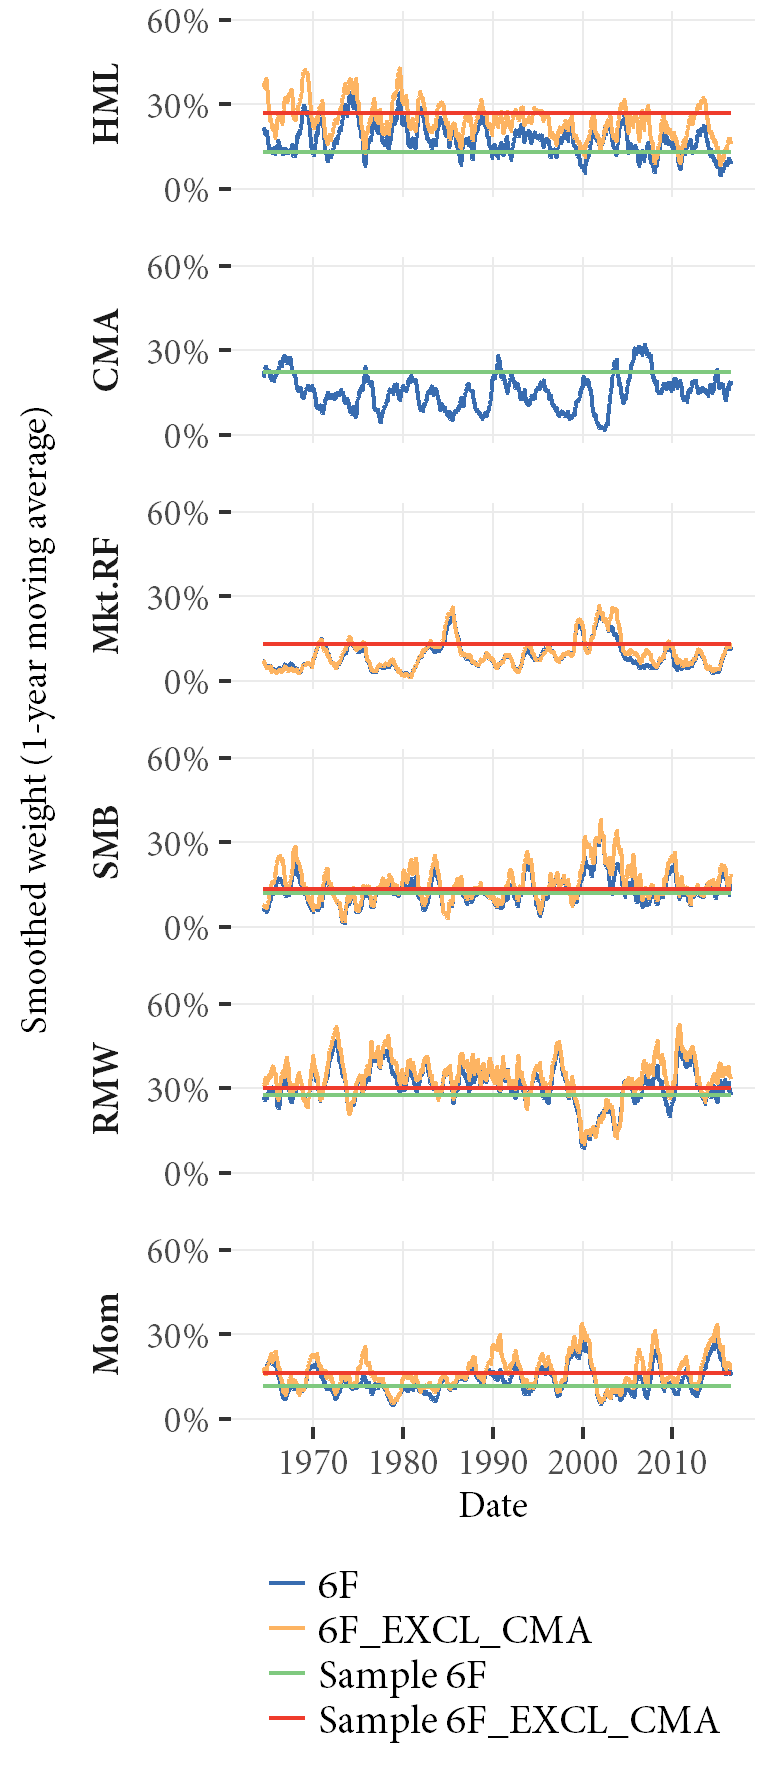 Smoothed weight (1-year moving average)
HML
60%
30%
0%
CMA
60%
30%
0%
Mkt.RF
60%
30%
0%
SMB
60%
30%
0%
RMW
60%
30%
0%
Mom
60%
30%
0%
1970 1980 1990 2000 2010
Date
6F
6F_EXCL_CMA
Sample 6F
Sample 6F_EXCL_CMA